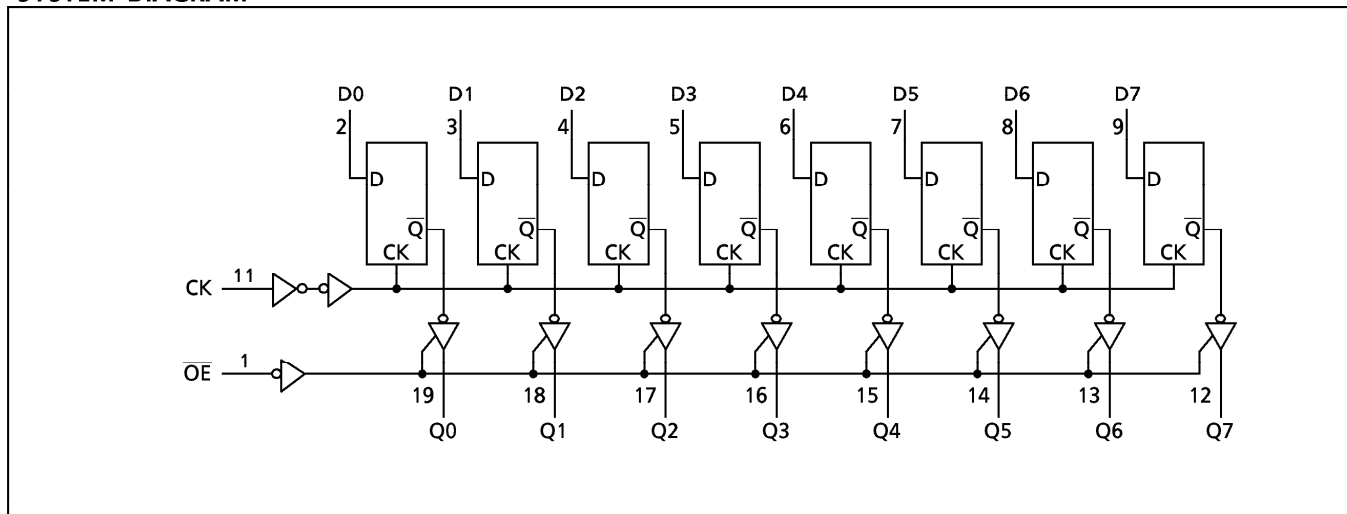 SYSTEM DIAGRAM
D0 D1 D2 D3 D4 D5 D6 D7
2 3 4 5 6 7 8 9
D D D D D D D D
Q̅ Q̅ Q̅ Q̅ Q̅ Q̅ Q̅ Q̅
CK CK CK CK CK CK CK CK
CK 11
O̅E̅ 1
19 18 17 16 15 14 13 12
Q0 Q1 Q2 Q3 Q4 Q5 Q6 Q7